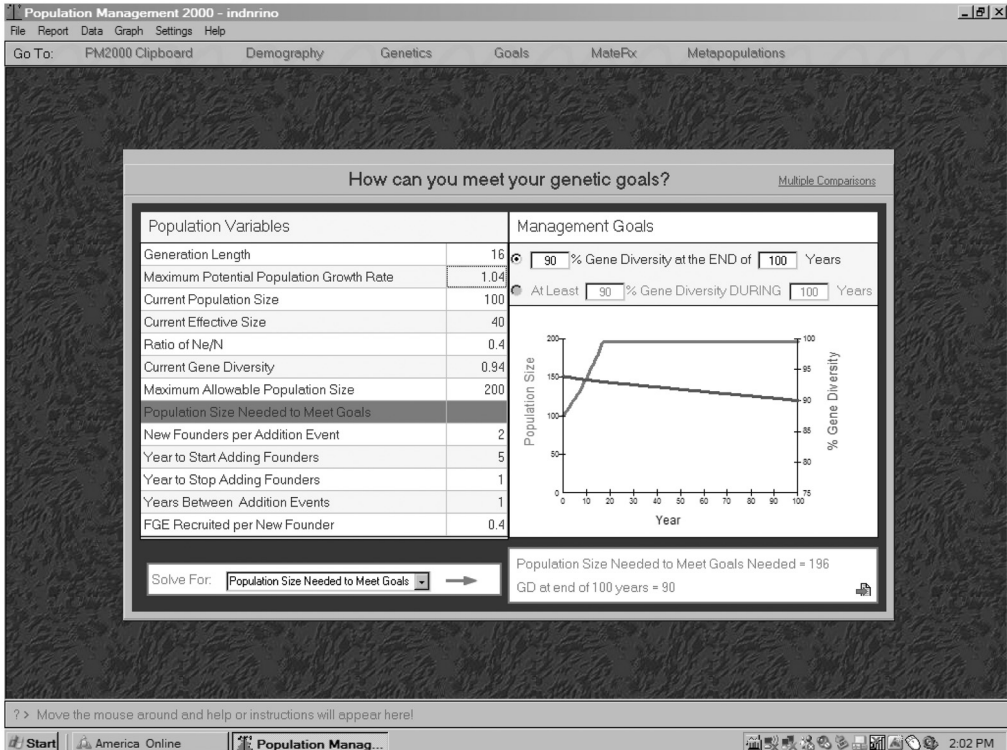 Population Management 2000 - indnrino
File Report Data Graph Settings Help
Go To: PM2000 Clipboard Demography Genetics Goals MateRx Metapopulations
How can you meet your genetic goals? Multiple Comparisons
Population Variables
Generation Length 16
Maximum Potential Population Growth Rate 1.04
Current Population Size 100
Current Effective Size 40
Ratio of Ne/N 0.4
Current Gene Diversity 0.94
Maximum Allowable Population Size 200
Population Size Needed to Meet Goals
New Founders per Addition Event 2
Year to Start Adding Founders 5
Year to Stop Adding Founders 1
Years Between Addition Events 1
FGE Recruited per New Founder 0.4
Solve For: Population Size Needed to Meet Goals
Management Goals
90 % Gene Diversity at the END of 100 Years
At Least 90 % Gene Diversity DURING 100 Years
Population Size
200
150
100
50
0
100
95
90
85
80
75
% Gene Diversity
0 10 20 30 40 50 60 70 80 90 100
Year
Population Size Needed to Meet Goals Needed = 196
GD at end of 100 years = 90
? > Move the mouse around and help or instructions will appear here!
Start America Online Population Manag... 2:02 PM